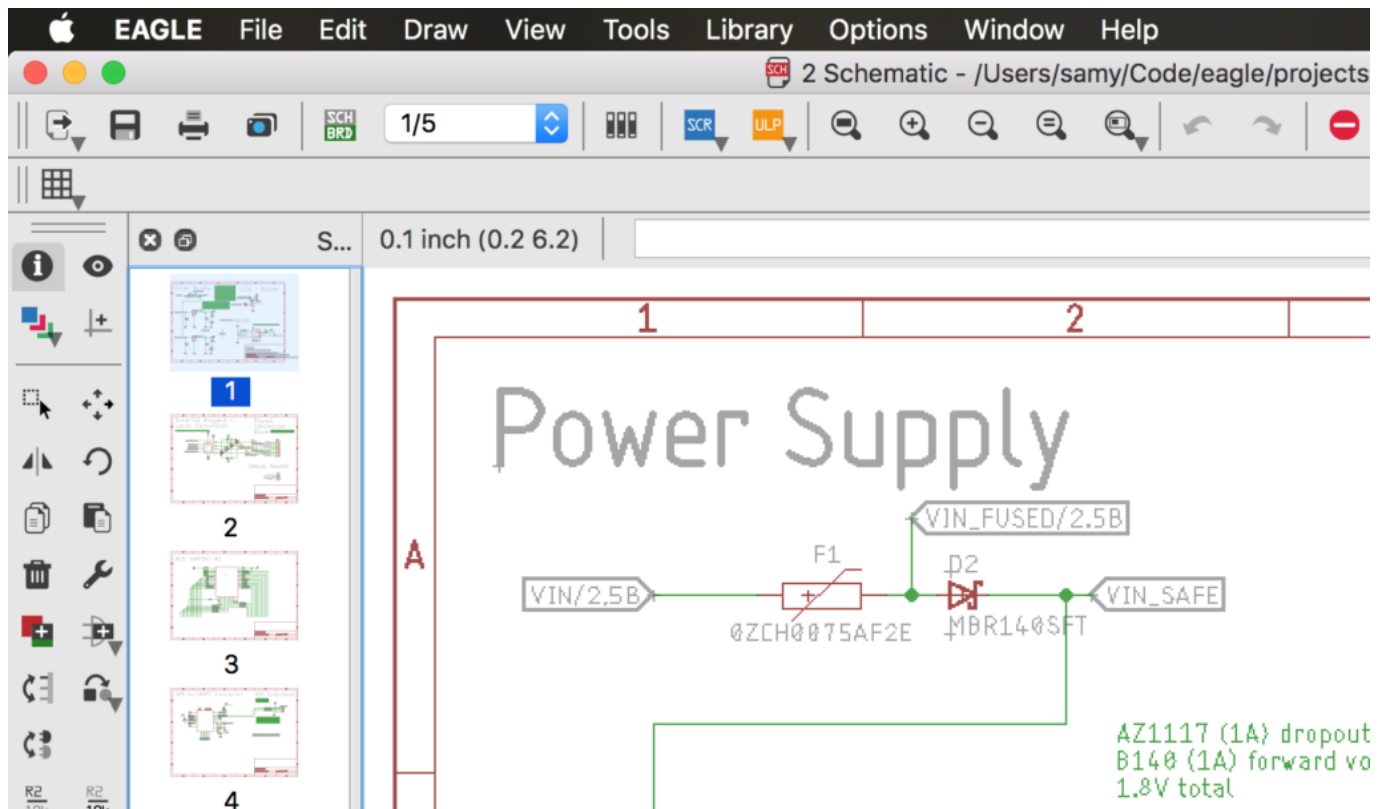 EAGLE File Edit Draw View Tools Library Options Window Help
SCH 2 Schematic - /Users/samy/Code/eagle/projects
SCH
BRD
1/5
SCR
ULP
S... 0.1 inch (0.2 6.2)
1 2
Power Supply
1
VIN_FUSED/2.5B
2
A
F1
D2
VIN/2.5B
VIN_SAFE
0ZCH0075AF2E
MBR140SFT
3
AZ1117 (1A) dropout
B140 (1A) forward vo
1.8V total
R2
R2
10k
4